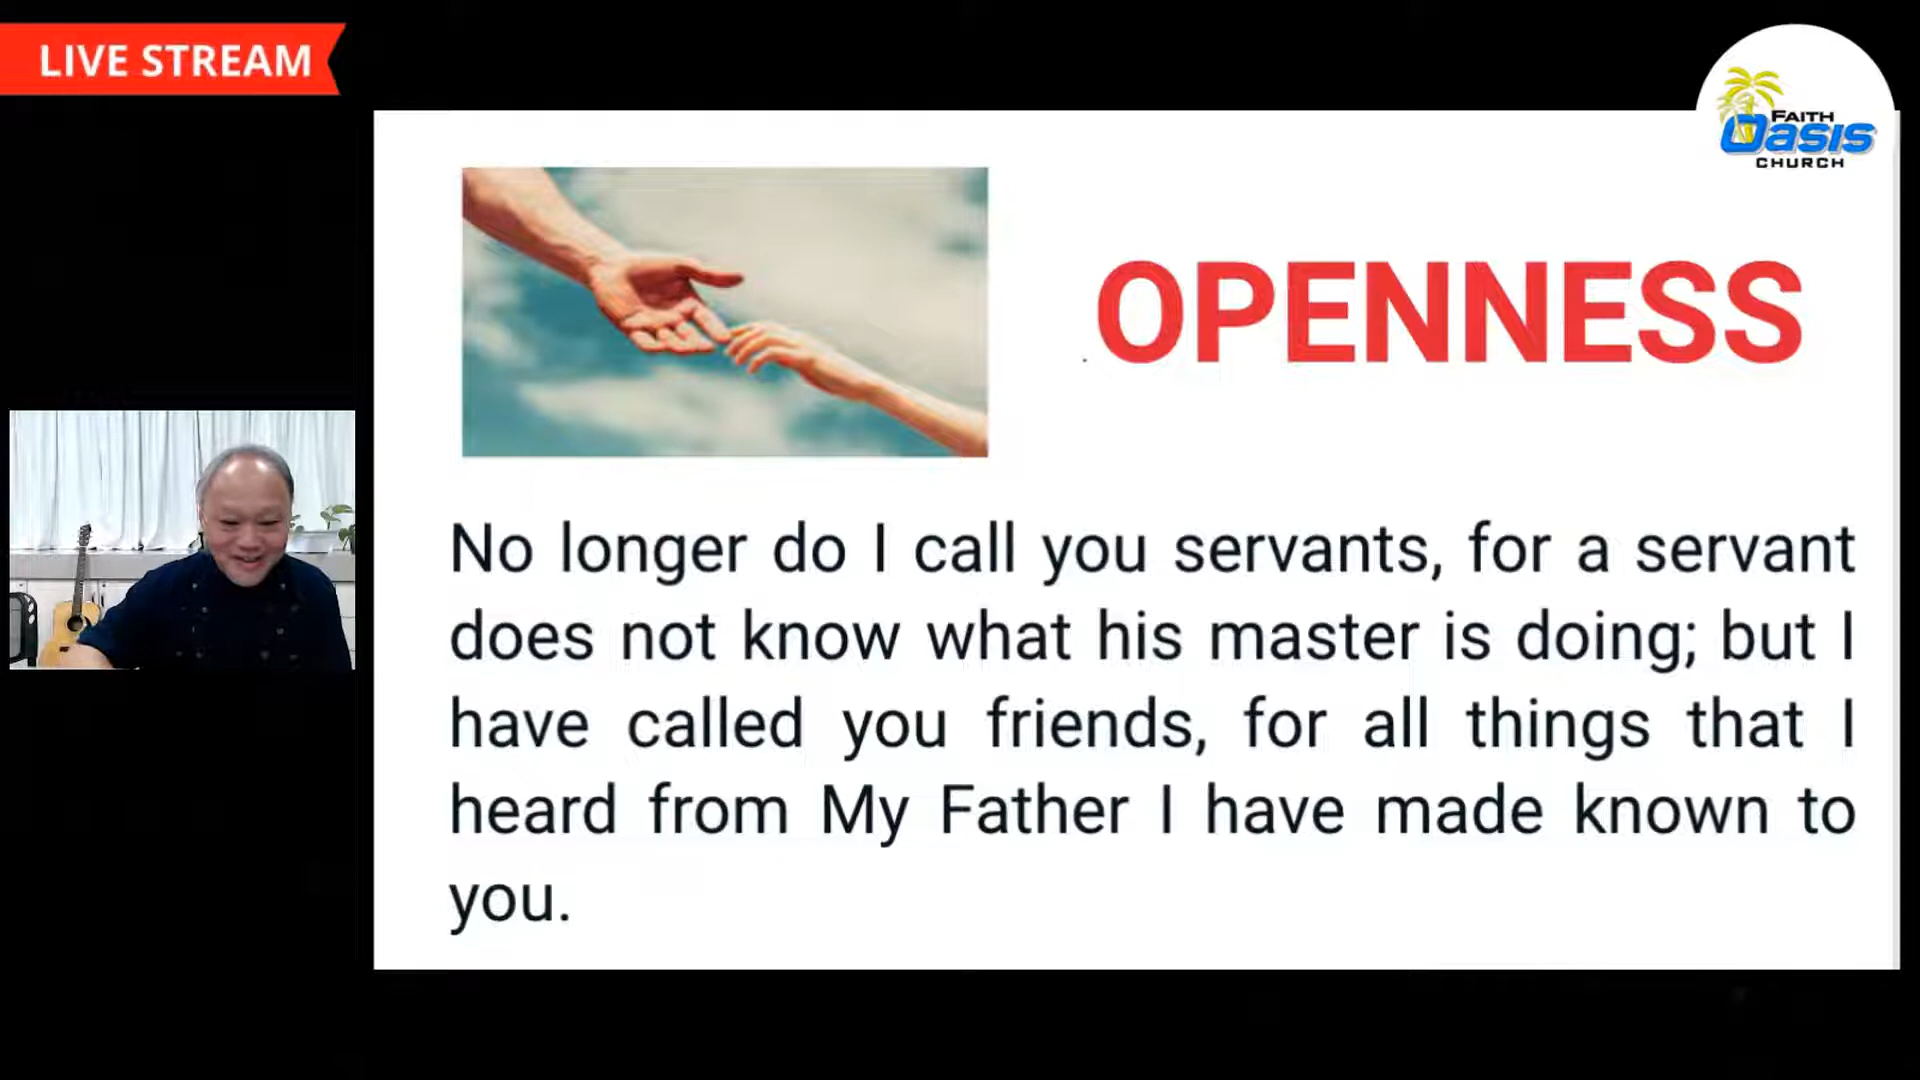 LIVE STREAM
FAITH
Oasis
CHURCH
OPENNESS
No longer do I call you servants, for a servant
does not know what his master is doing; but I
have called you friends, for all things that I
heard from My Father I have made known to
you.